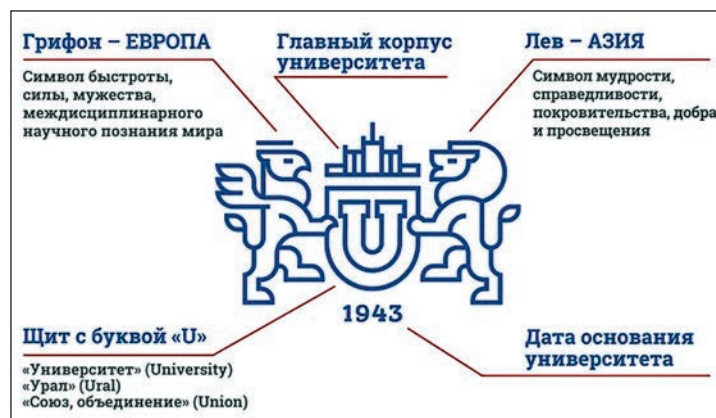 Грифон – ЕВРОПА
Символ быстроты,
силы, мужества,
междисциплинарного
научного познания мира
Главный корпус
университета
Лев – АЗИЯ
Символ мудрости,
справедливости,
покровительства, добра
и просвещения
U
1943
Щит с буквой «U»
«Университет» (University)
«Урал» (Ural)
«Союз, объединение» (Union)
Дата основания
университета